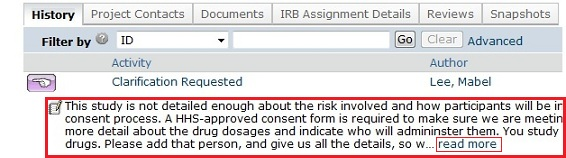 History Project Contacts Documents IRB Assignment Details Reviews Snapshots
Filter by ID Go Clear Advanced
Activity Author
Clarification Requested Lee, Mabel
This study is not detailed enough about the risk involved and how participants will be in
consent process. A HHS-approved consent form is required to make sure we are meetin
more detail about the drug dosages and indicate who will admininster them. You study
drugs. Please add that person, and give us all the details, so w... read more